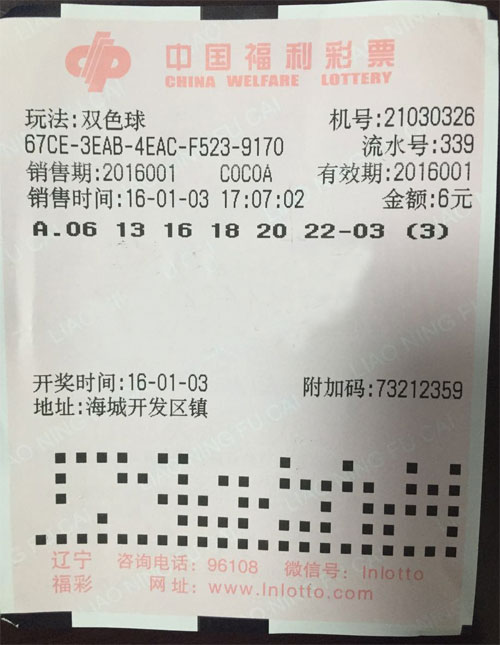 中国福利彩票
CHINA WELFARE LOTTERY
玩法:双色球 机号:21030326
67CE-3EAB-4EAC-F523-9170 流水号:339
销售期:2016001 C0C0A 有效期:2016001
销售时间:16-01-03 17:07:02 金额:6元
A.06 13 16 18 20 22-03 (3)
开奖时间:16-01-03 附加码:73212359
地址:海城开发区镇
辽宁福彩
咨询电话:96108 微信号:lnlotto
网址:www.lnlotto.com